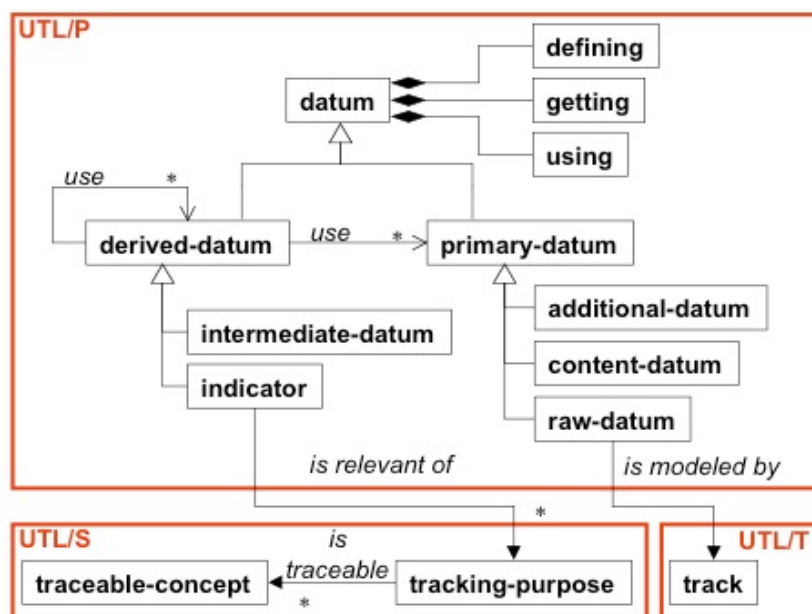 UTL/P
defining
datum
getting
using
use
*
derived-datum
use
*
primary-datum
additional-datum
intermediate-datum
content-datum
indicator
raw-datum
is relevant of
is modeled by
*
UTL/S
is
UTL/T
traceable-concept
traceable
tracking-purpose
track
*